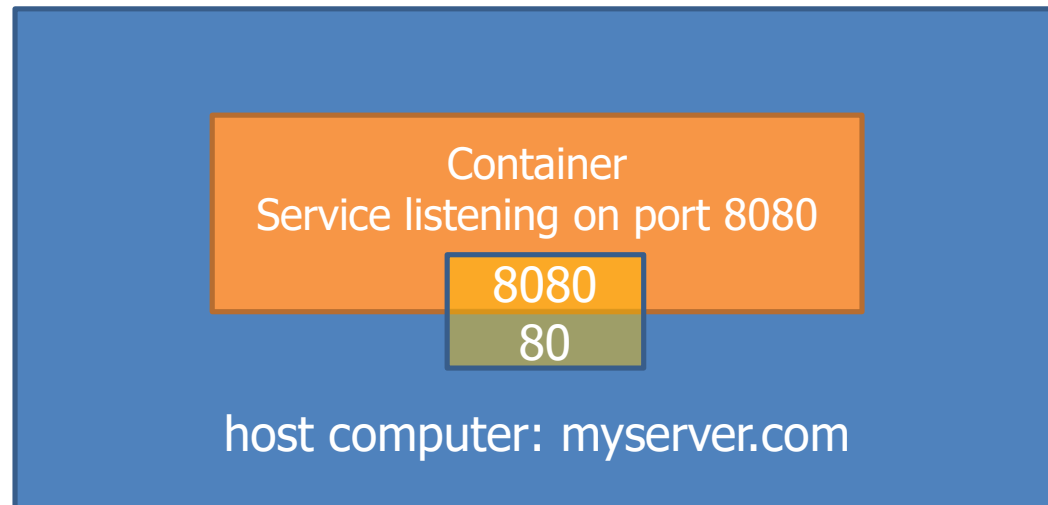 Container
Service listening on port 8080
8080
80
host computer: myserver.com